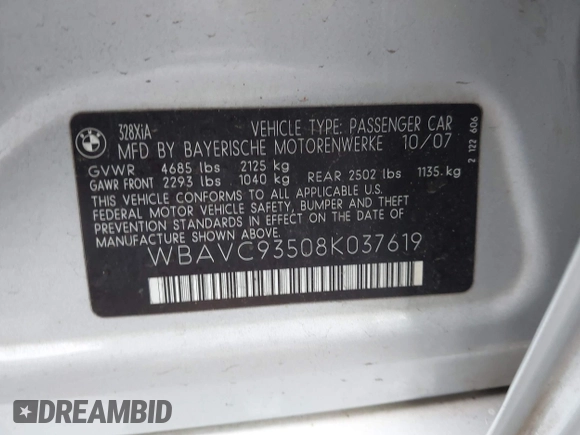 BMW
328XiA
VEHICLE TYPE: PASSENGER CAR
MFD BY BAYERISCHE MOTORENWERKE 10/07
GVWR 4685 lbs 2125 kg
GAWR FRONT 2293 lbs 1040 kg REAR 2502 lbs 1135.kg
THIS VEHICLE CONFORMS TO ALL APPLICABLE U.S.
FEDERAL MOTOR VEHICLE SAFETY, BUMPER AND THEFT
PREVENTION STANDARDS IN EFFECT ON THE DATE OF
MANUFACTURE SHOWN ABOVE.
WBAVC93508K037619
2 122 606
DREAMBID